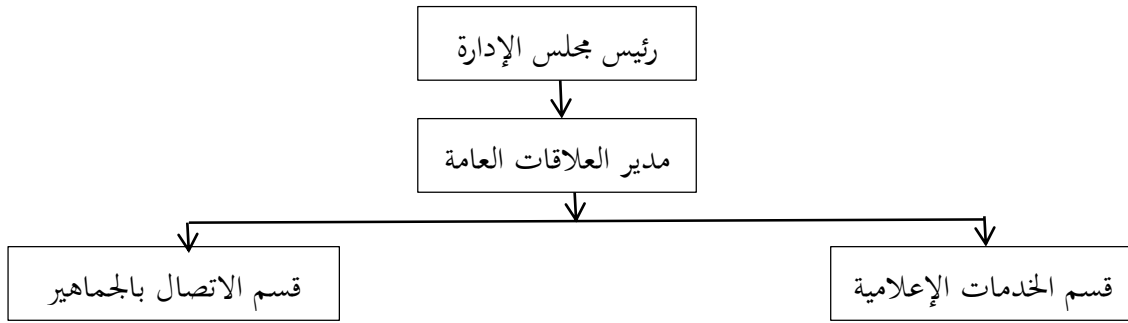 رئيس مجلس الإدارة
مدير العلاقات العامة
قسم الخدمات الإعلامية
قسم الاتصال بالجماهير